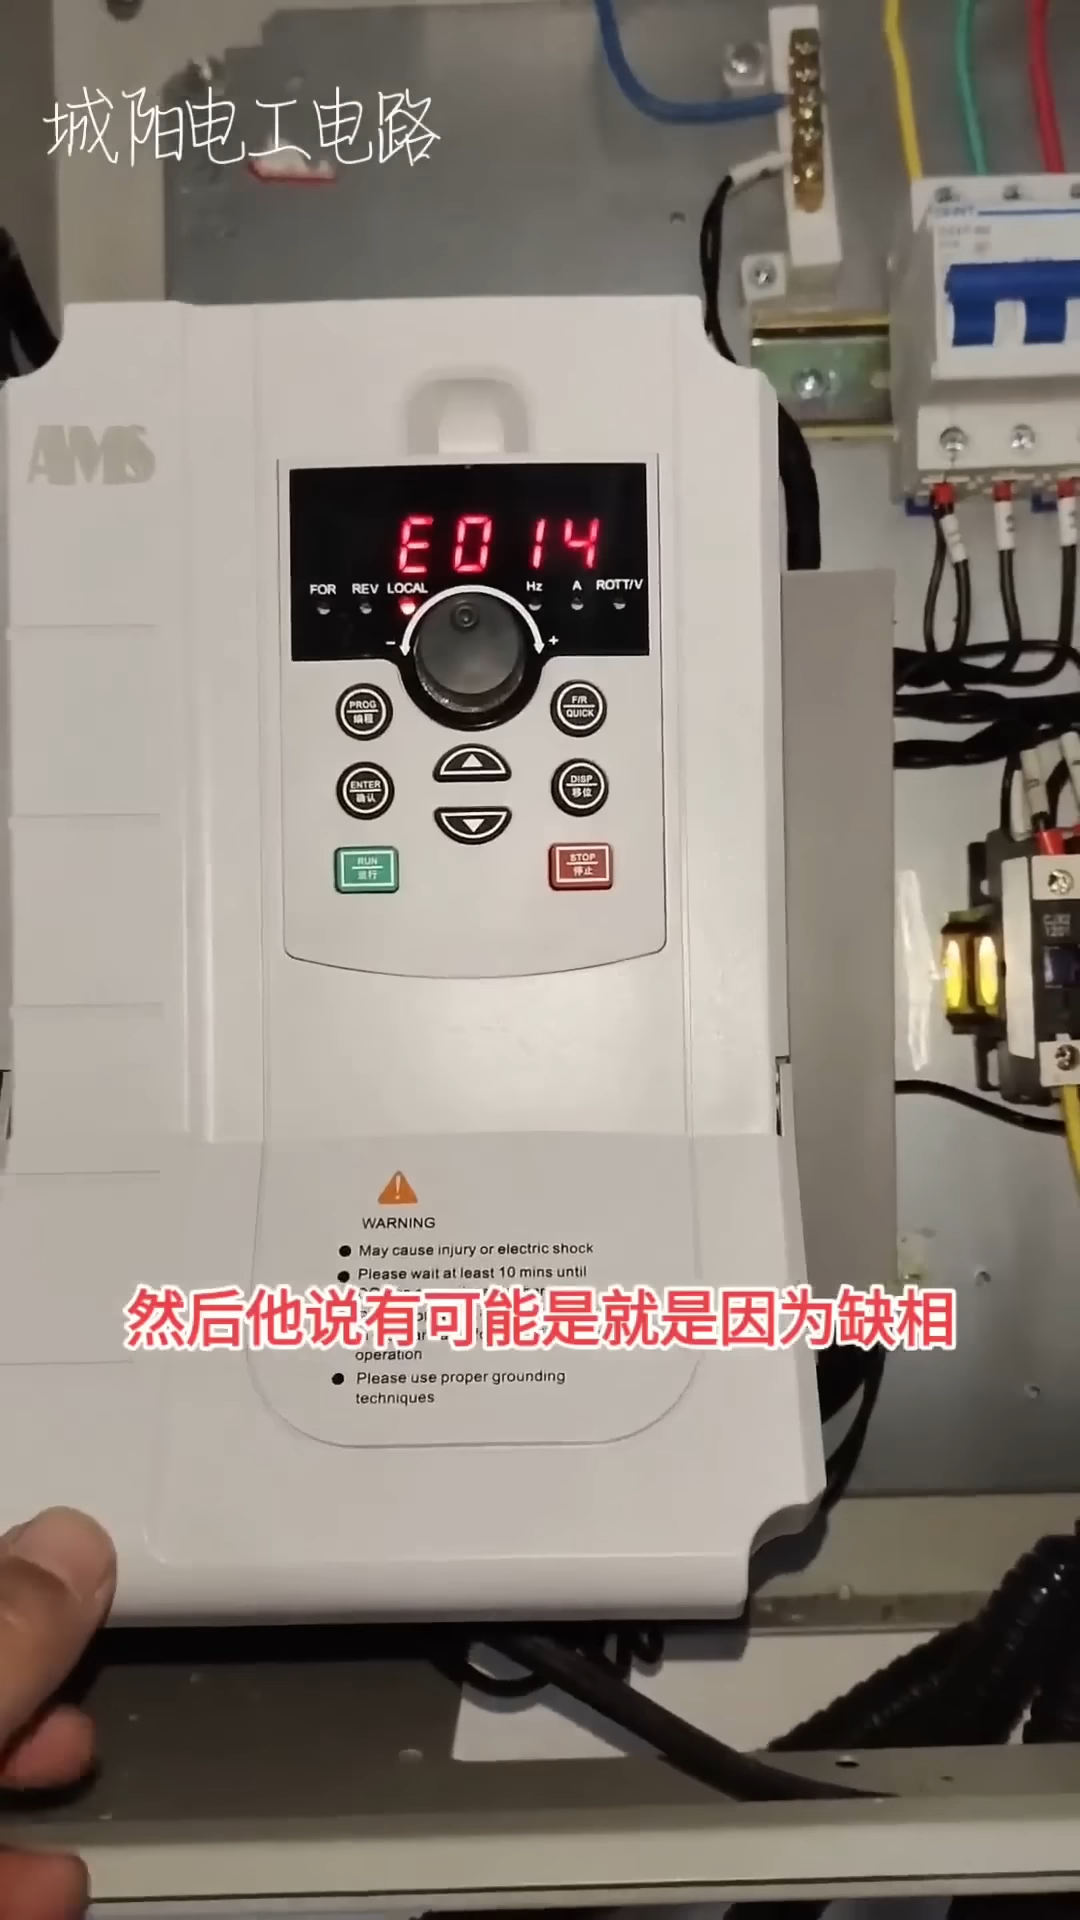 城阳电工电路
AMS
E014
FOR REV LOCAL Hz A ROTT/V
- +
PROG
编程
F/R
QUICK
ENTER
确认
DISP
移位
RUN
运行
STOP
停止
CJX2
1201
WARNING
May cause injury or electric shock
Please wait at least 10 mins until
然后他说有可能是就是因为缺相
operation
Please use proper grounding
techniques